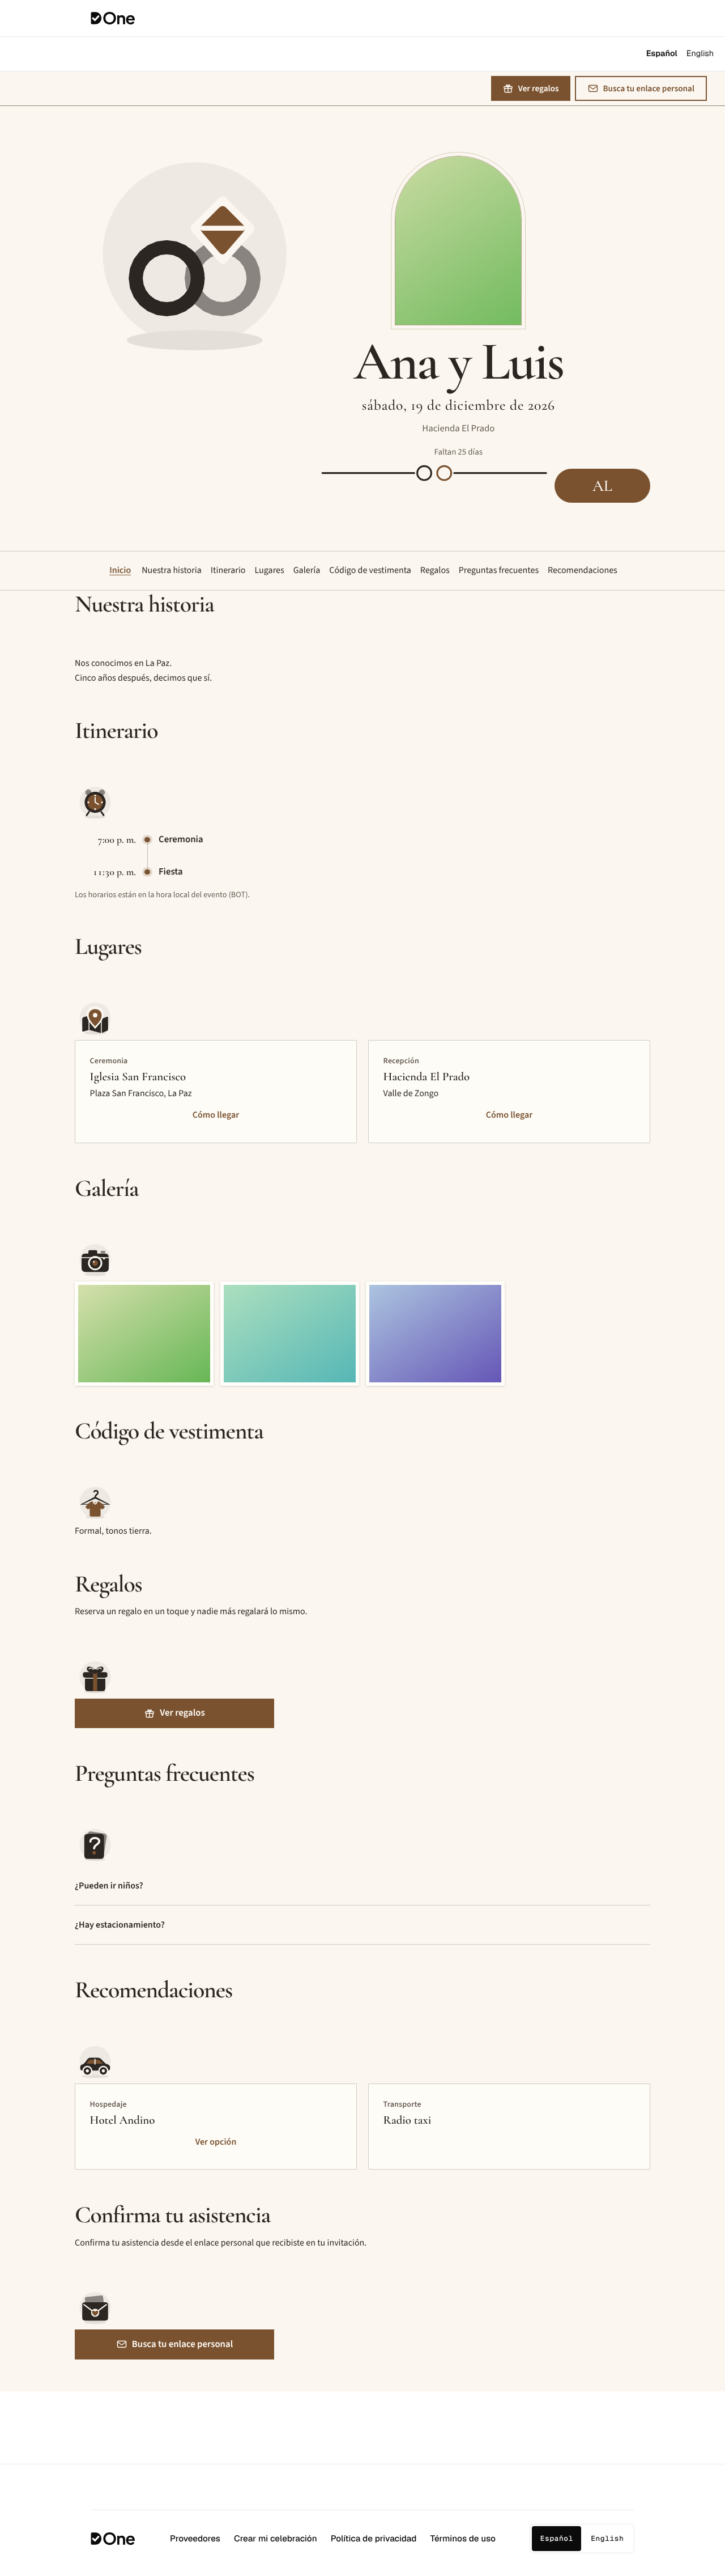 One
Español English
Ver regalos Busca tu enlace personal
Ana y Luis
sábado, 19 de diciembre de 2026
Hacienda El Prado
Faltan 25 días
AL
Inicio Nuestra historia Itinerario Lugares Galería Código de vestimenta Regalos Preguntas frecuentes Recomendaciones
Nuestra historia
Nos conocimos en La Paz.
Cinco años después, decimos que sí.
Itinerario
7:00 p. m. Ceremonia
11:30 p. m. Fiesta
Los horarios están en la hora local del evento (BOT).
Lugares
Ceremonia
Iglesia San Francisco
Plaza San Francisco, La Paz
Cómo llegar
Recepción
Hacienda El Prado
Valle de Zongo
Cómo llegar
Galería
Código de vestimenta
Formal, tonos tierra.
Regalos
Reserva un regalo en un toque y nadie más regalará lo mismo.
Ver regalos
Preguntas frecuentes
?
¿Pueden ir niños?
¿Hay estacionamiento?
Recomendaciones
Hospedaje
Hotel Andino
Ver opción
Transporte
Radio taxi
Confirma tu asistencia
Confirma tu asistencia desde el enlace personal que recibiste en tu invitación.
Busca tu enlace personal
One
Proveedores Crear mi celebración Política de privacidad Términos de uso
Español English